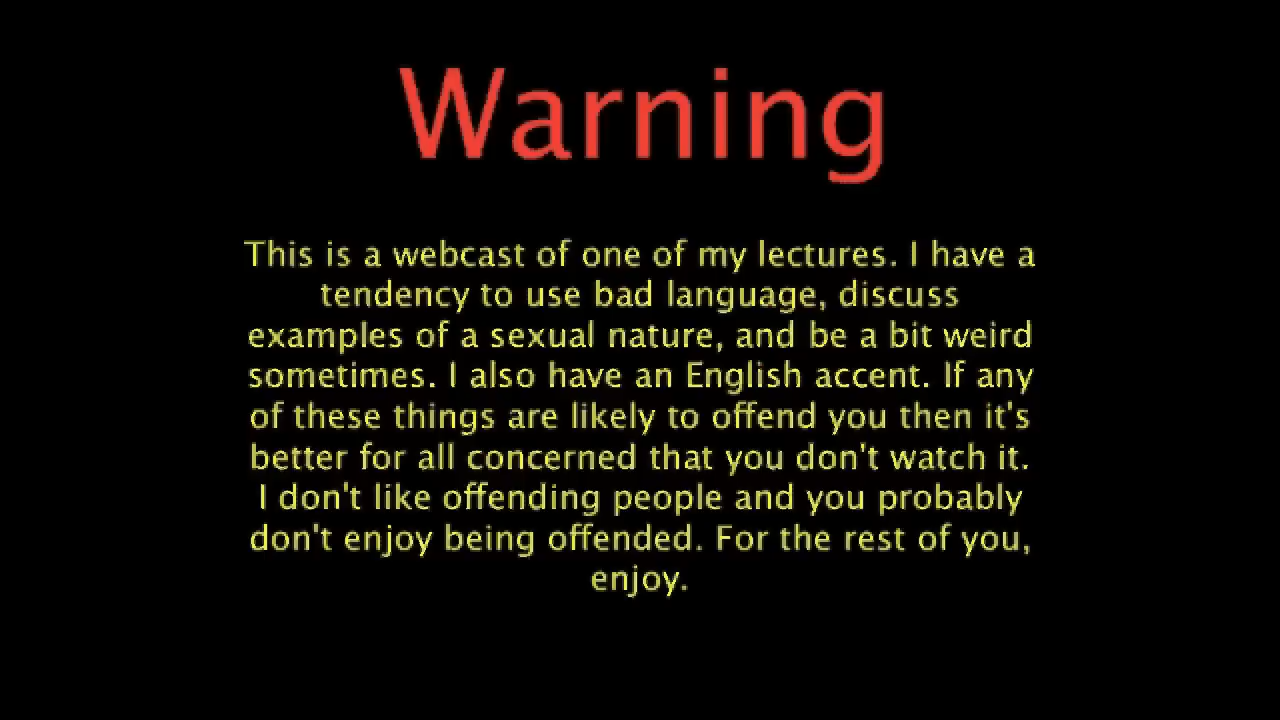 Warning
This is a webcast of one of my lectures. I have a
tendency to use bad language, discuss
examples of a sexual nature, and be a bit weird
sometimes. I also have an English accent. If any
of these things are likely to offend you then it's
better for all concerned that you don't watch it.
I don't like offending people and you probably
don't enjoy being offended. For the rest of you,
enjoy.